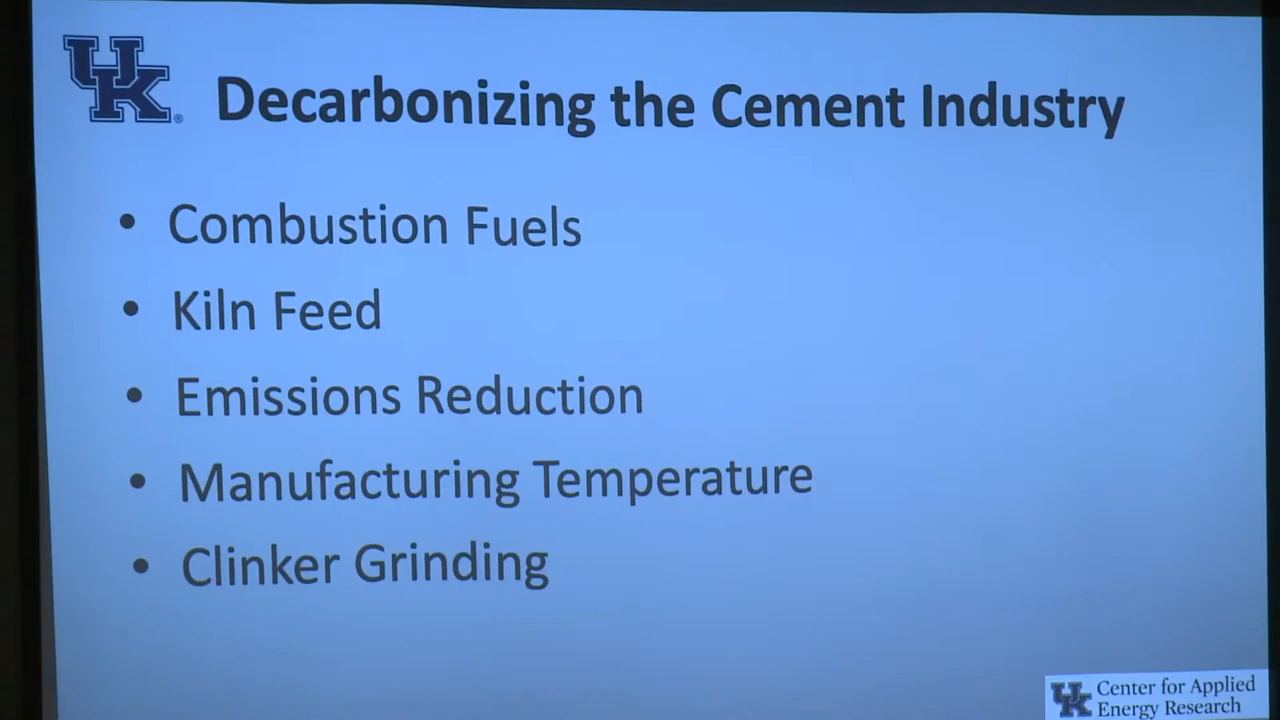 UK®
Decarbonizing the Cement Industry
• Combustion Fuels
• Kiln Feed
• Emissions Reduction
• Manufacturing Temperature
• Clinker Grinding
UK Center for Applied
Energy Research